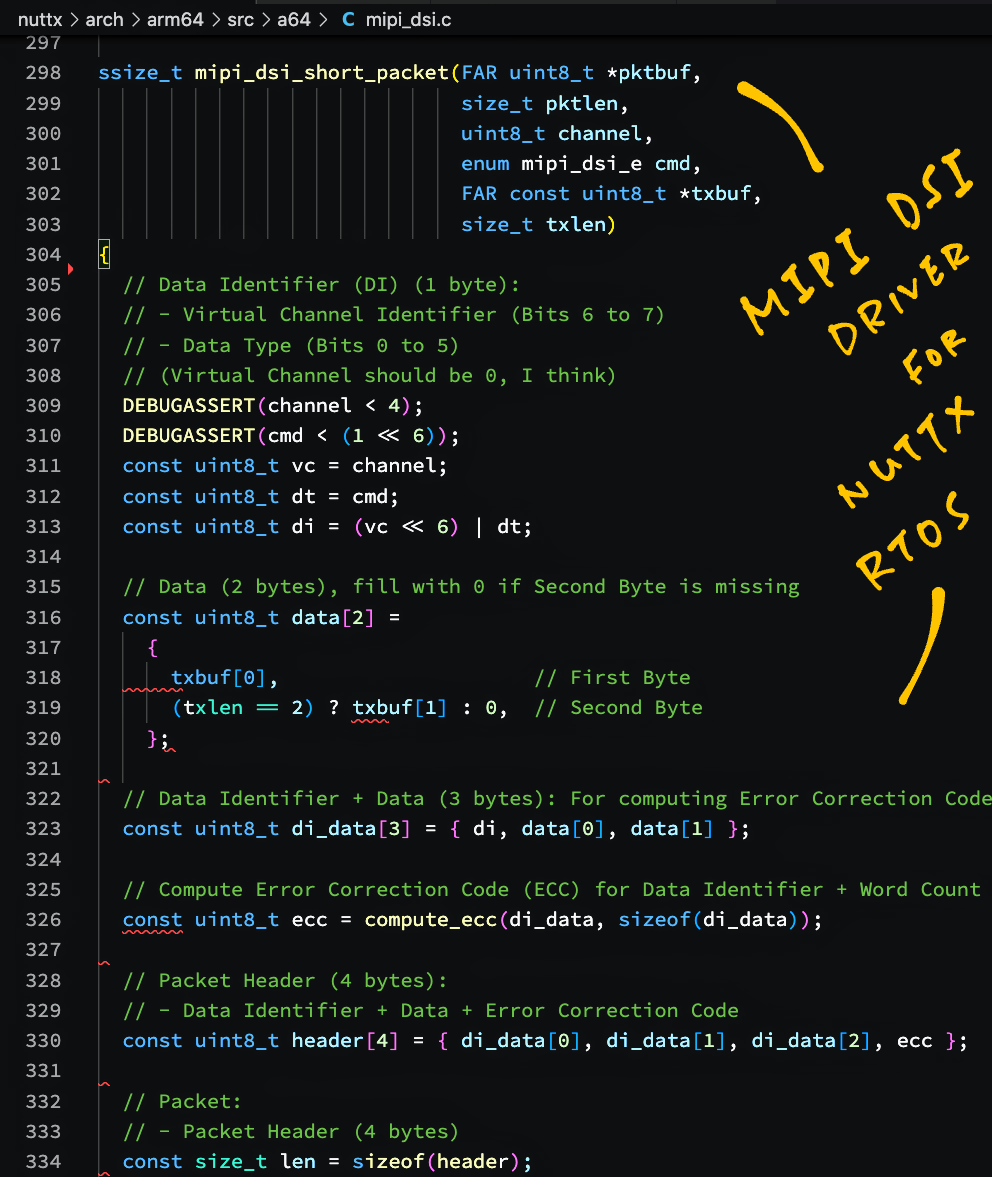 nuttx > arch > arm64 > src > a64 > C mipi_dsi.c
297
298 ssize_t mipi_dsi_short_packet(FAR uint8_t *pktbuf,
299 size_t pktlen,
300 uint8_t channel,
301 enum mipi_dsi_e cmd,
302 FAR const uint8_t *txbuf,
303 size_t txlen)
304 {
305 // Data Identifier (DI) (1 byte):
306 // - Virtual Channel Identifier (Bits 6 to 7)
307 // - Data Type (Bits 0 to 5)
308 // (Virtual Channel should be 0, I think)
309 DEBUGASSERT(channel < 4);
310 DEBUGASSERT(cmd < (1 << 6));
311 const uint8_t vc = channel;
312 const uint8_t dt = cmd;
313 const uint8_t di = (vc << 6) | dt;
314
315 // Data (2 bytes), fill with 0 if Second Byte is missing
316 const uint8_t data[2] =
317 {
318 txbuf[0], // First Byte
319 (txlen == 2) ? txbuf[1] : 0, // Second Byte
320 };
321
322 // Data Identifier + Data (3 bytes): For computing Error Correction Code
323 const uint8_t di_data[3] = { di, data[0], data[1] };
324
325 // Compute Error Correction Code (ECC) for Data Identifier + Word Count
326 const uint8_t ecc = compute_ecc(di_data, sizeof(di_data));
327
328 // Packet Header (4 bytes):
329 // - Data Identifier + Data + Error Correction Code
330 const uint8_t header[4] = { di_data[0], di_data[1], di_data[2], ecc };
331
332 // Packet:
333 // - Packet Header (4 bytes)
334 const size_t len = sizeof(header);
MIPI DSI
DRIVER
FOR
NUTTX
RTOS